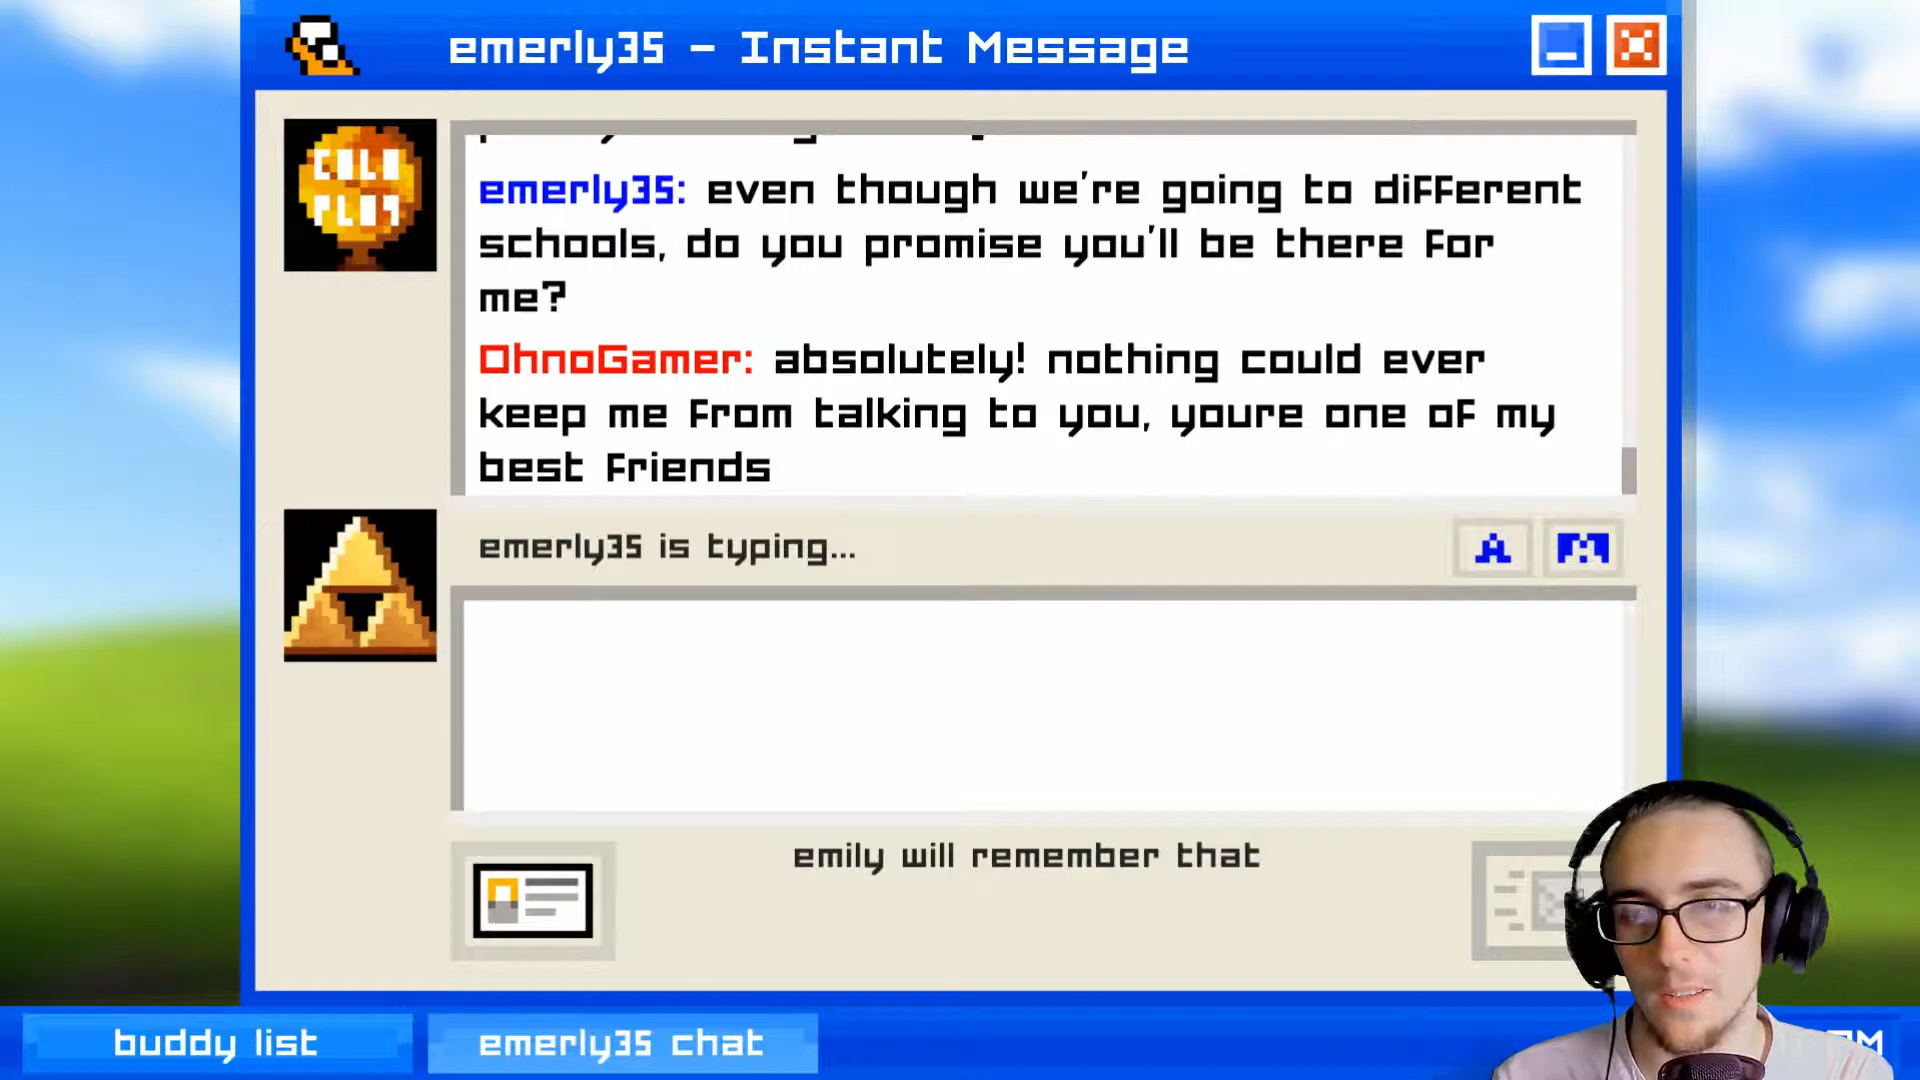 emerly35 – Instant Message
COLD
PLOT
emerly35: even though we're going to different
schools, do you promise you'll be there for
me?
OhnoGamer: absolutely! nothing could ever
keep me from talking to you, youre one of my
best friends
emerly35 is typing...
A
emily will remember that
buddy list
emerly35 chat